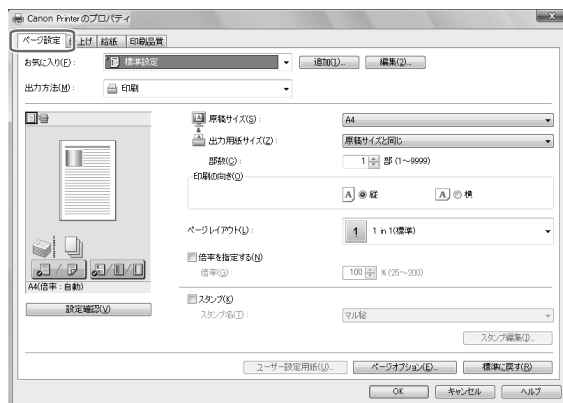 Canon Printer のプロパティ
ページ設定 上げ 給紙 印刷品質
お気に入り(F): 標準設定 追加(1)... 編集(2)...
出力方法(M): 印刷
原稿サイズ(S): A4
出力用紙サイズ(Z): 原稿サイズと同じ
部数(C): 1 部 (1～9999)
印刷の向き(O)
A 縦 A 横
ページレイアウト(L): 1 1 in 1(標準)
倍率を指定する(N)
倍率(G): 100 % (25～200)
A4(倍率：自動)
設定確認(V)
スタンプ(K)
スタンプ名(T): マル秘
スタンプ編集(I)...
ユーザー設定用紙(U)... ページオプション(E)... 標準に戻す(R)
OK キャンセル ヘルプ